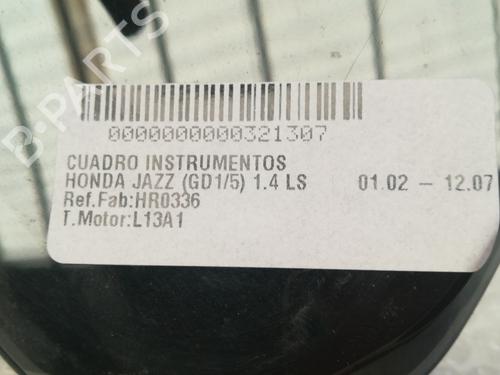 B-PARTS
0000000000321307
CUADRO INSTRUMENTOS
HONDA JAZZ (GD1/5) 1.4 LS 01.02 - 12.07
Ref.Fab:HR0336
T.Motor:L13A1